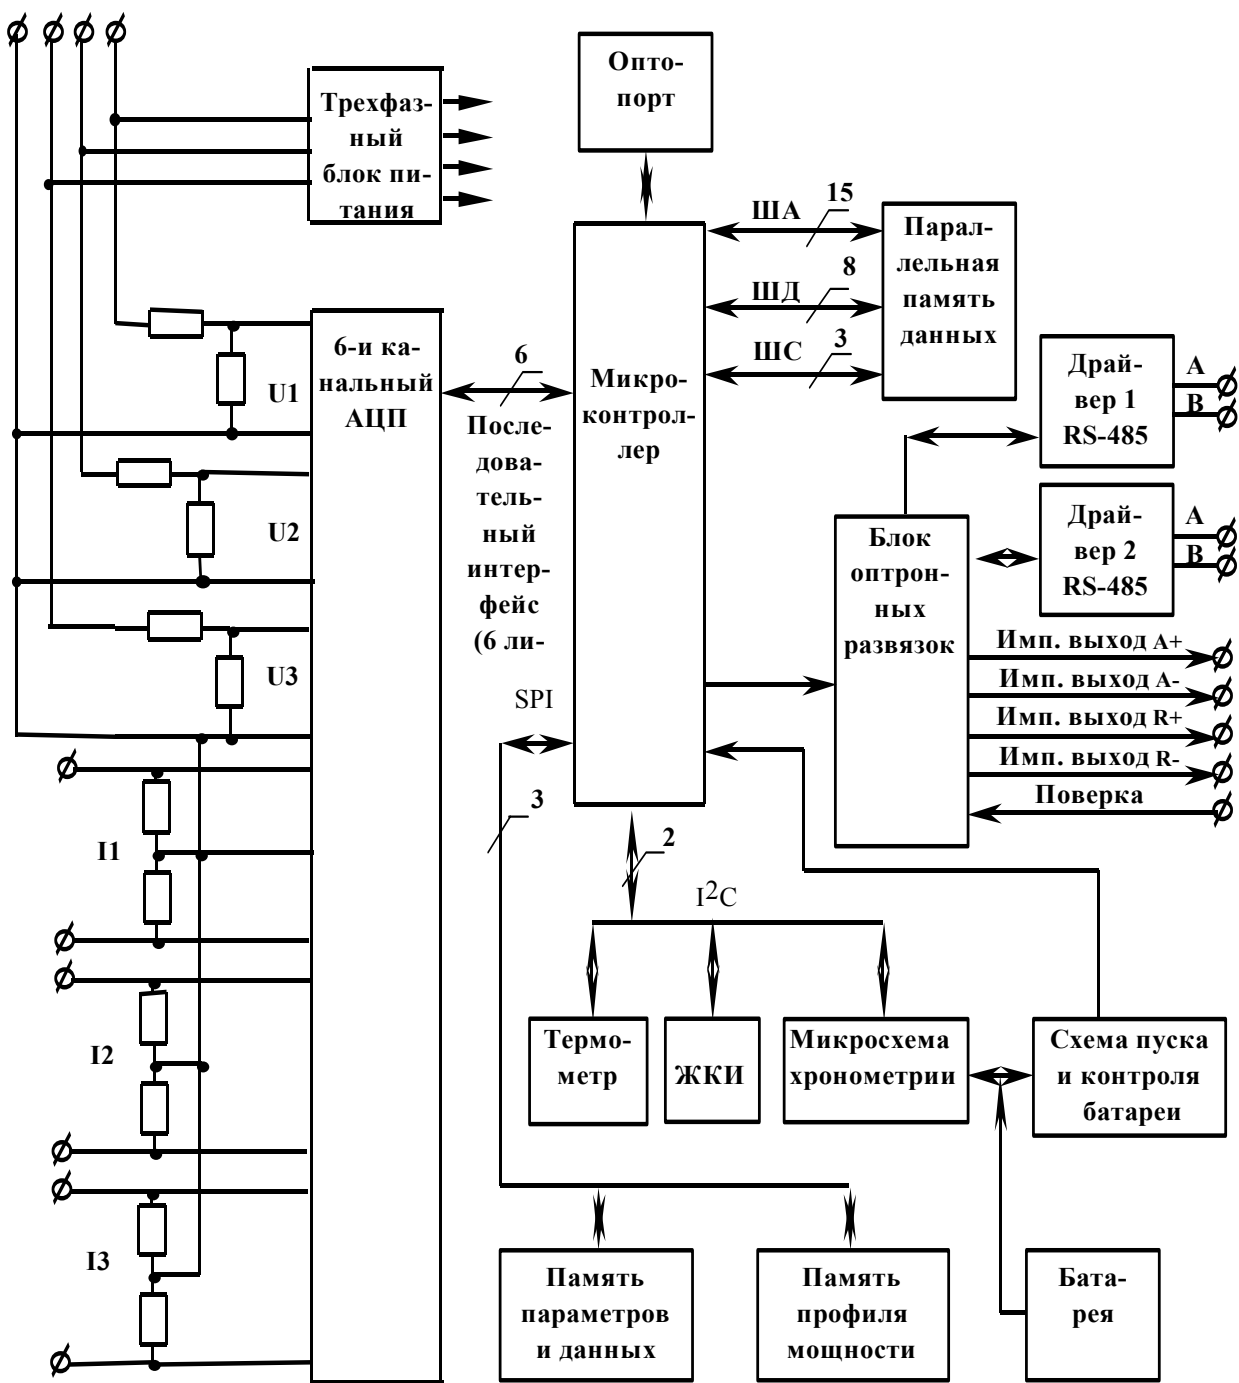 Опто-
порт
Трехфаз-
ный
блок пи-
тания
ША
15
ШД
8
ШС
3
Парал-
лельная
память
данных
6-и ка-
нальный
АЦП
6
После-
дова-
тель-
ный
интер-
фейс
(6 ли-
Микро-
контрол-
лер
Драй-
вер 1
RS-485
А
В
Драй-
вер 2
RS-485
А
В
Блок
оптрон-
ных
развязок
U1
U2
U3
Имп. выход А+
Имп. выход А-
Имп. выход R+
Имп. выход R-
Поверка
SPI
3
2
I2C
I1
I2
I3
Термо-
метр
ЖКИ
Микросхема
хронометрии
Схема пуска
и контроля
батареи
Память
параметров
и данных
Память
профиля
мощности
Бата-
рея